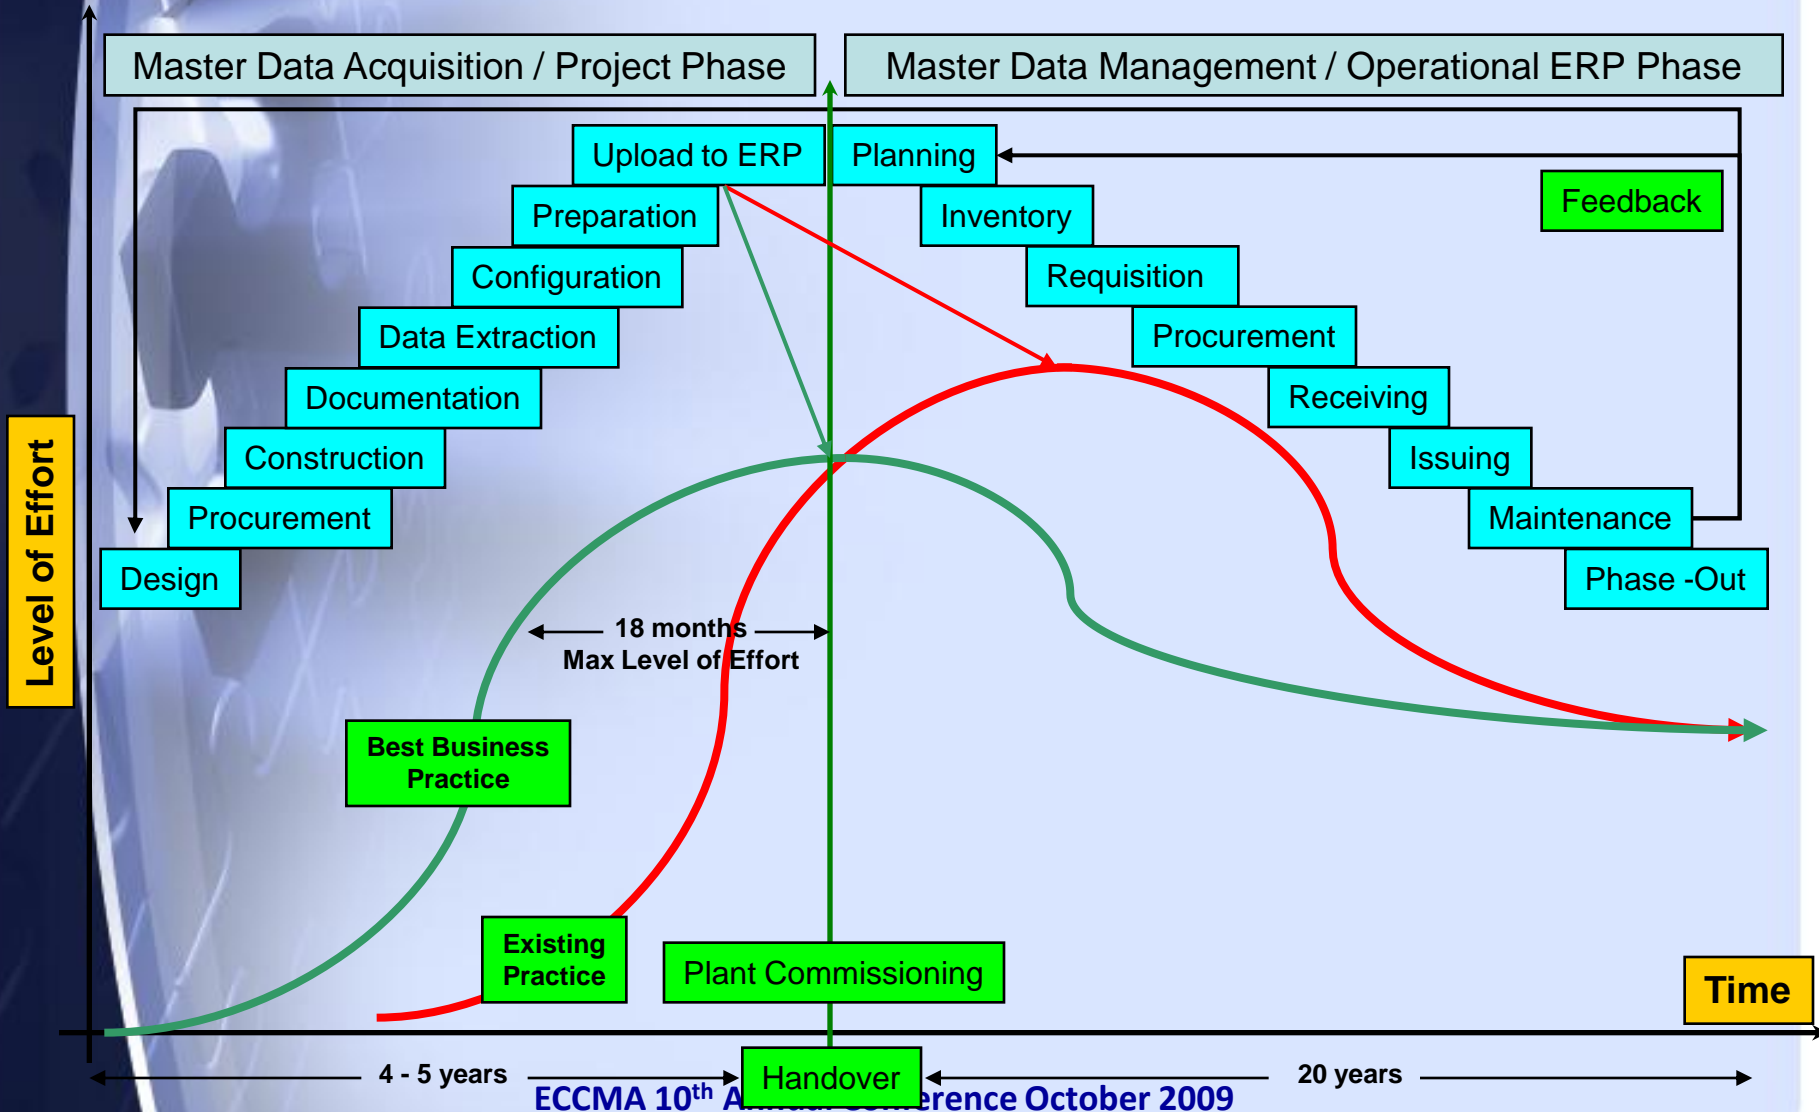 Master Data Acquisition / Project Phase
Master Data Management / Operational ERP Phase
Upload to ERP
Planning
Preparation
Inventory
Feedback
Configuration
Requisition
Data Extraction
Procurement
Documentation
Receiving
Construction
Issuing
Procurement
Maintenance
Design
Phase -Out
Level of Effort
18 months
Max Level of Effort
Best Business
Practice
Existing
Practice
Plant Commissioning
Time
4 - 5 years
Handover
20 years
ECCMA 10th Conference October 2009